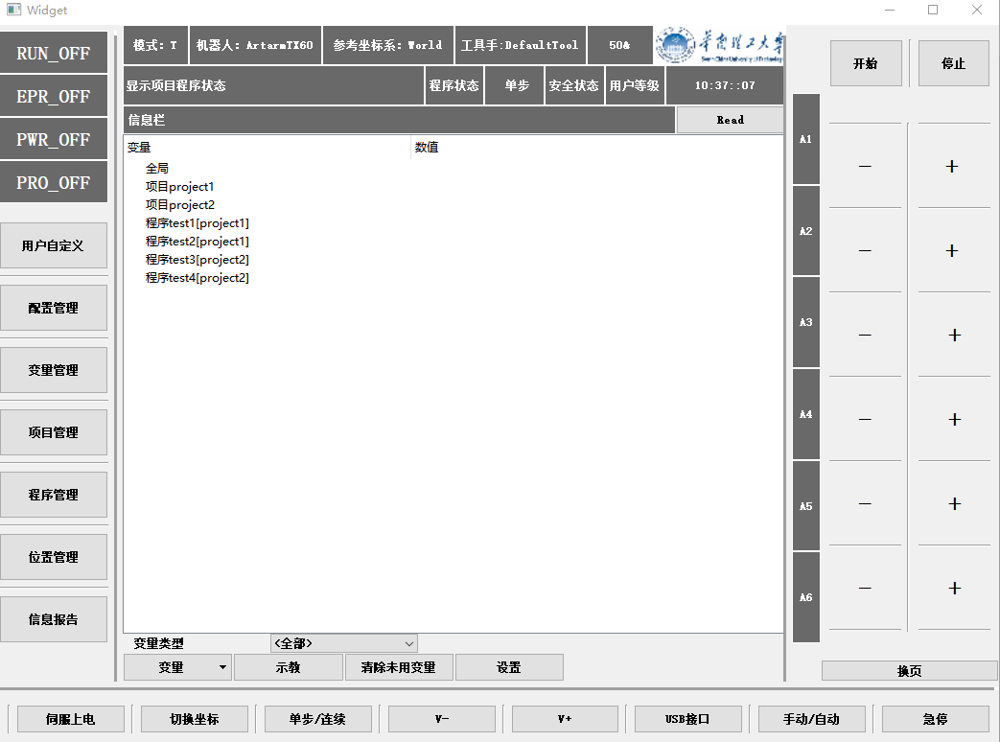 Widget
RUN_OFF
EPR_OFF
PWR_OFF
PRO_OFF
用户自定义
配置管理
变量管理
项目管理
程序管理
位置管理
信息报告
模式: T 机器人: ArtarmTX60 参考坐标系: World 工具手:DefaultTool 50& 华南理工大学
South China University of Technology
显示项目程序状态 程序状态 单步 安全状态 用户等级 10:37::07
信息栏 Read
变量 数值
全局
项目project1
项目project2
程序test1[project1]
程序test2[project1]
程序test3[project2]
程序test4[project2]
变量类型 <全部>
变量 示教 清除未用变量 设置
开始 停止
A1 — +
A2 — +
A3 — +
A4 — +
A5 — +
A6 — +
换页
伺服上电 切换坐标 单步/连续 V- V+ USB接口 手动/自动 急停